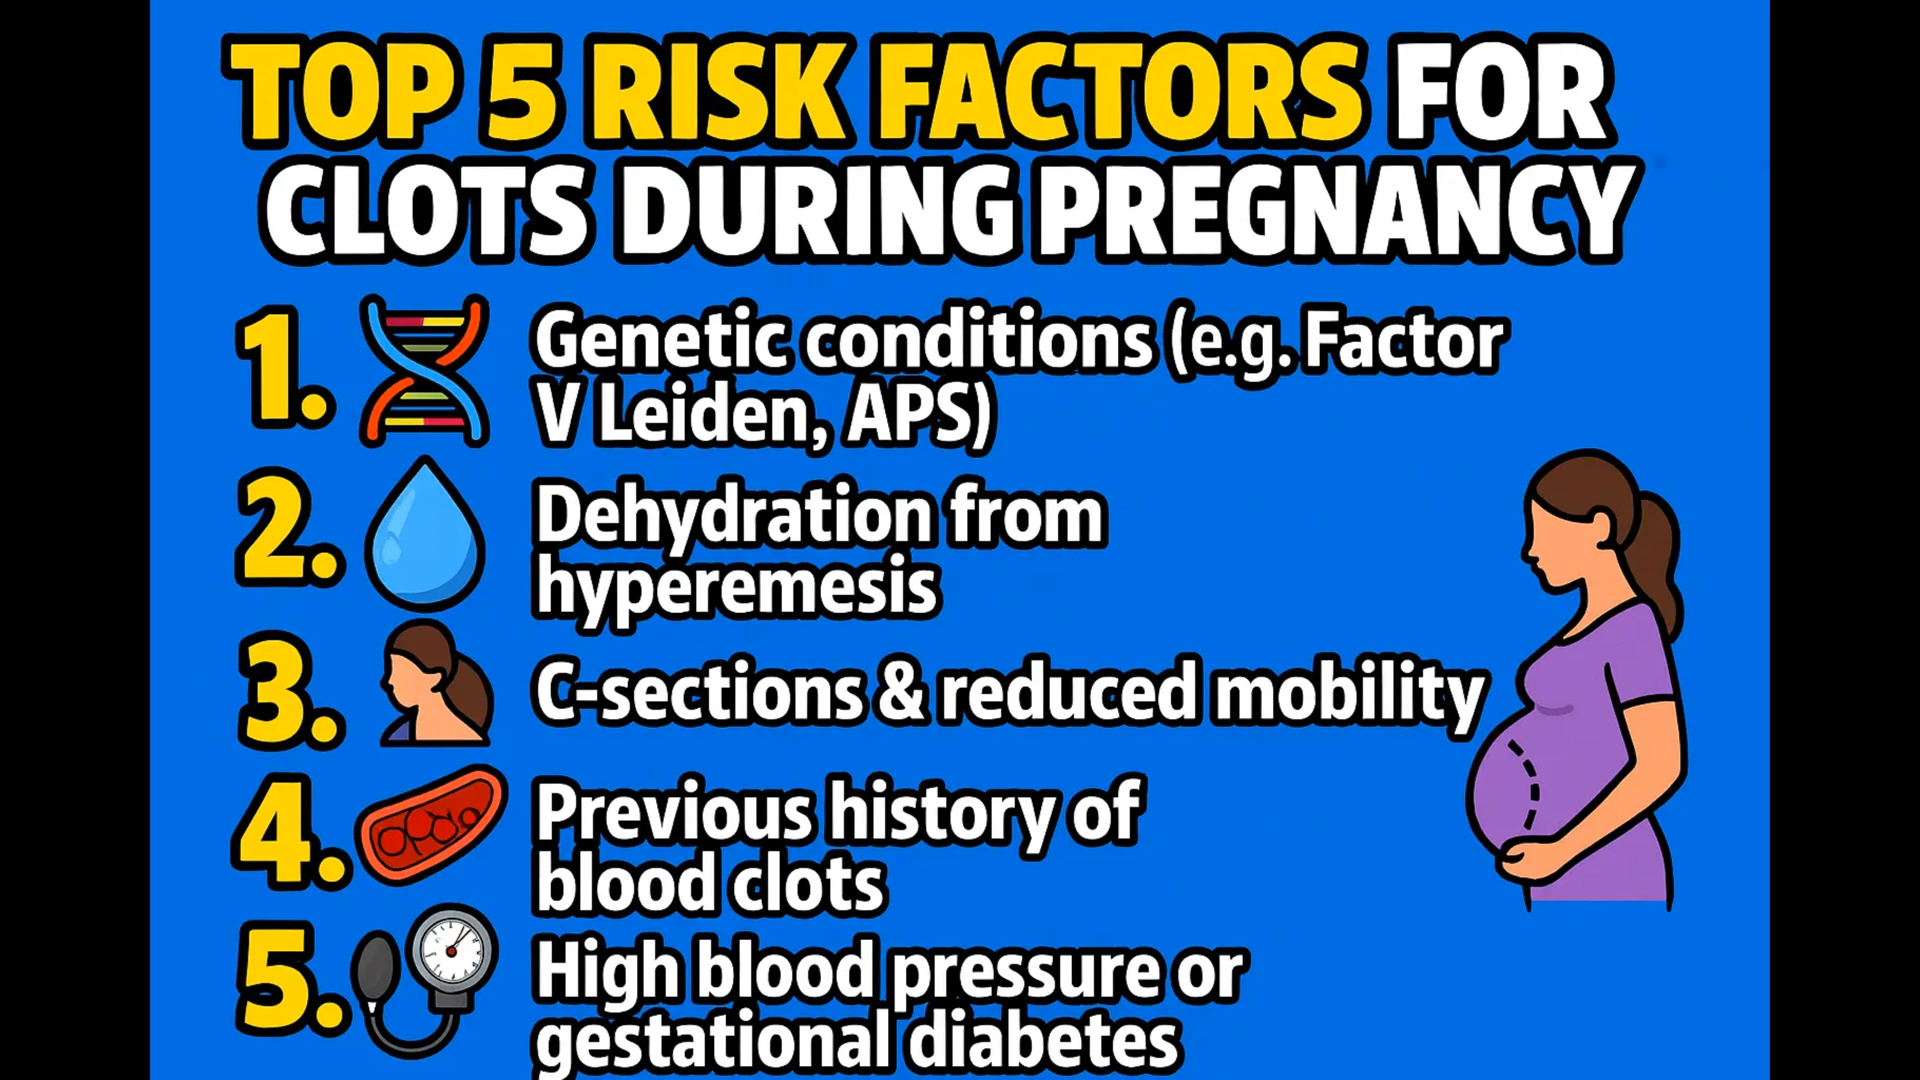 TOP 5 RISK FACTORS FOR
CLOTS DURING PREGNANCY
1. Genetic conditions (e.g. Factor
V Leiden, APS)
2. Dehydration from
hyperemesis
3. C-sections & reduced mobility
4. Previous history of
blood clots
5. High blood pressure or
gestational diabetes